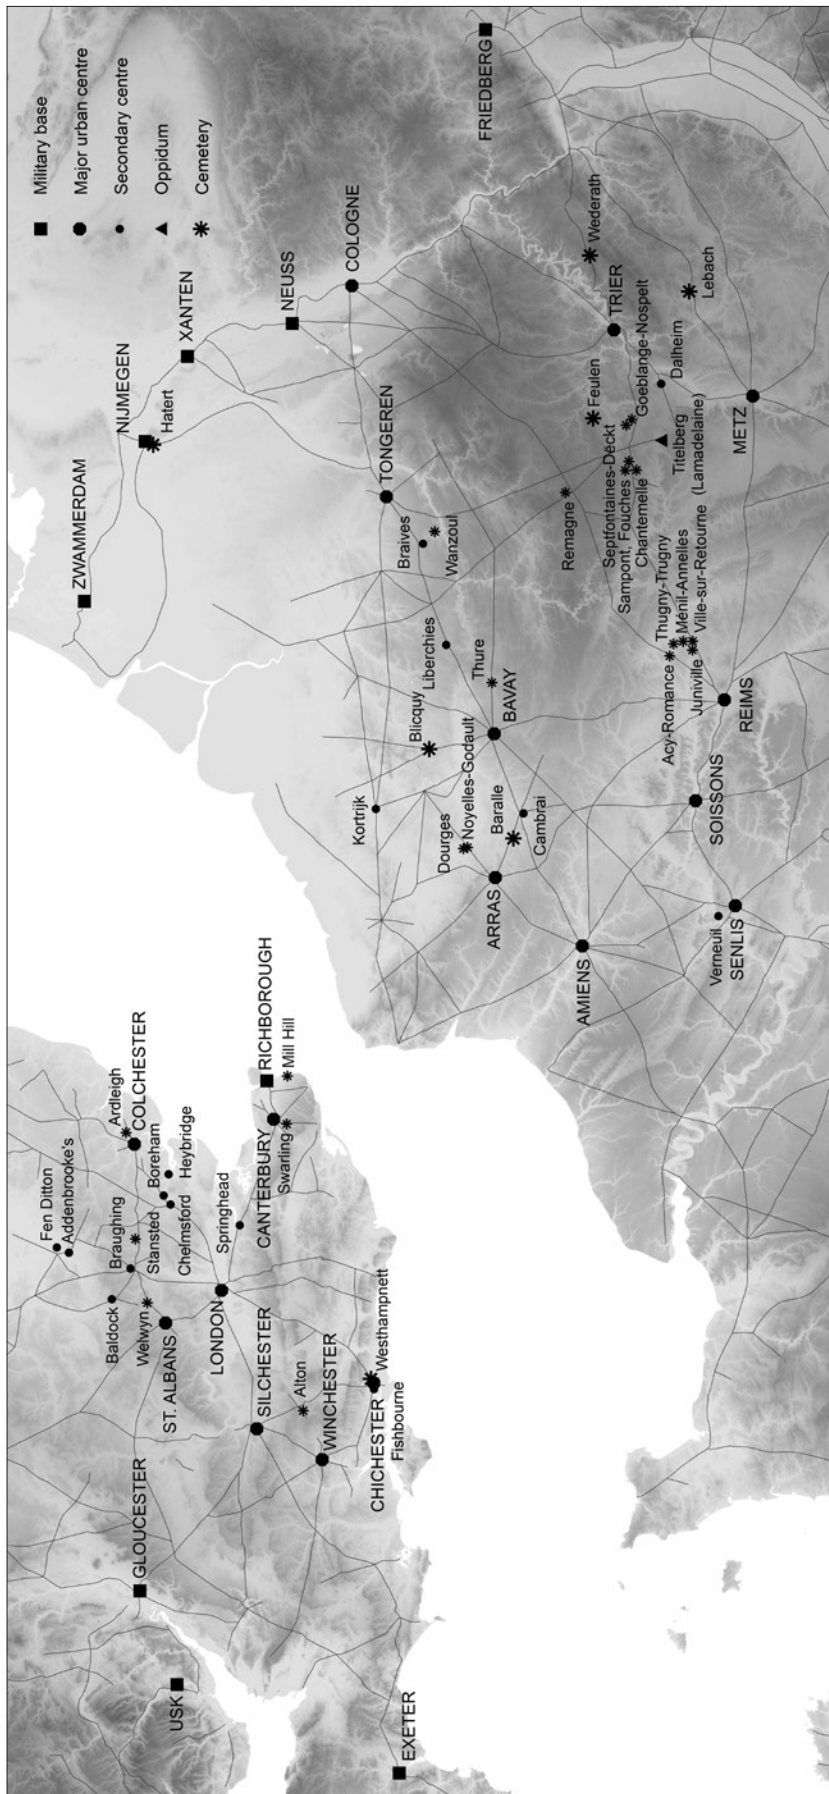 Military base
Major urban centre
Secondary centre
Oppidum
Cemetery
USK
EXETER
GLOUCESTER
Fen Ditton
Addenbrooke's
Baldock
Braughing
Welwyn
Stansted
ST. ALBANS
Ardleigh
COLCHESTER
Boreham
Heybridge
Chelmsford
LONDON
Springhead
CANTERBURY
Swarling
RICHBOROUGH
Mill Hill
SILCHESTER
Alton
WINCHESTER
CHICHESTER
Westhampnett
Fishbourne
ZWAMMERDAM
NIJMEGEN
Hatert
XANTEN
NEUSS
COLOGNE
TONGEREN
Braives
Wanzoul
Liberchies
Kortrijk
Blicquy
Thure
BAVAY
Dourges
Noyelles-Godault
Baralle
Cambrai
ARRAS
AMIENS
FRIEDBERG
Wederath
TRIER
Lebach
Feulen
Goeblange-Nospelt
Dalheim
Septfontaines-Déckt
Sampont, Fouches
Chantemelle
Titelberg
(Lamadelaine)
METZ
Remagne
Thugny-Trugny
Ménil-Annelles
Ville-sur-Retourne
Acy-Romance
Juniville
REIMS
SOISSONS
Verneuil
SENLIS